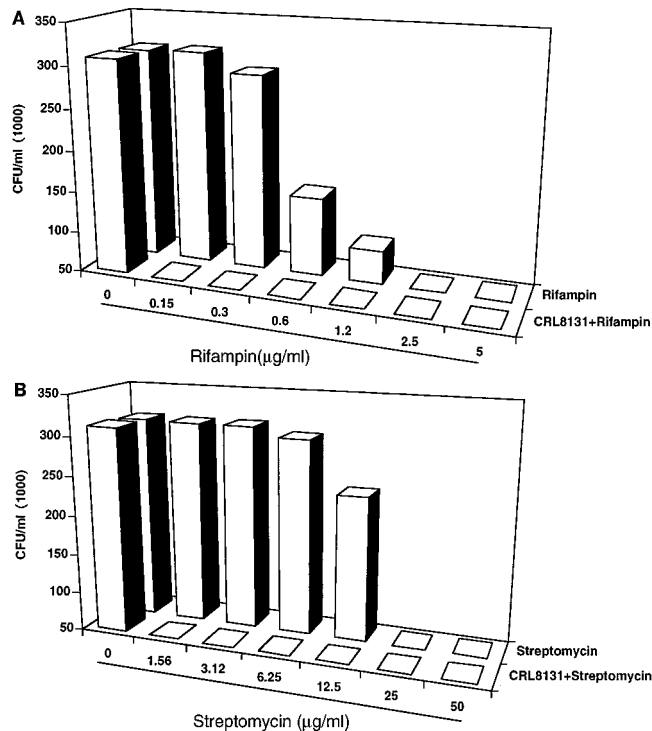 A
350
300
250
200
150
100
50
CFU/ml (1000)
0
0.15
0.3
0.6
1.2
2.5
5
Rifampin
CRL8131+Rifampin
Rifampin(μg/ml)
B
350
300
250
200
150
100
50
CFU/ml (1000)
0
1.56
3.12
6.25
12.5
25
50
Streptomycin
CRL8131+Streptomycin
Streptomycin (μg/ml)